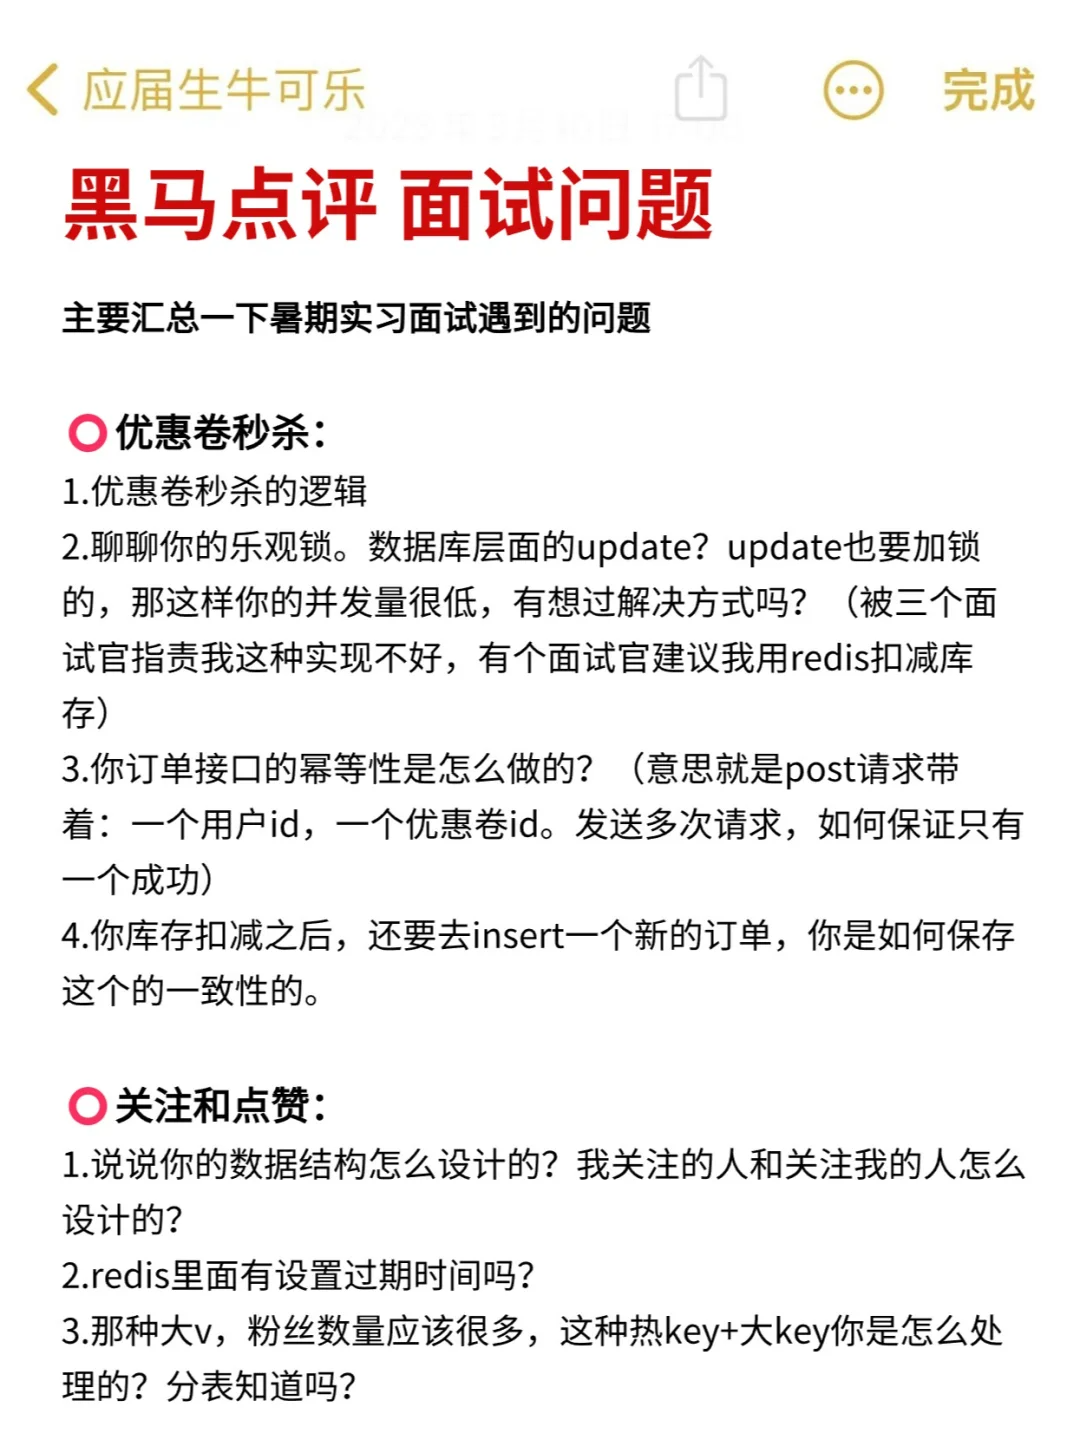 应届生牛可乐
完成
黑马点评 面试问题
主要汇总一下暑期实习面试遇到的问题
优惠卷秒杀：
1.优惠卷秒杀的逻辑
2.聊聊你的乐观锁。数据库层面的update？update也要加锁
的，那这样你的并发量很低，有想过解决方式吗？（被三个面
试官指责我这种实现不好，有个面试官建议我用redis扣减库
存）
3.你订单接口的幂等性是怎么做的？（意思就是post请求带
着：一个用户id，一个优惠卷id。发送多次请求，如何保证只有
一个成功）
4.你库存扣减之后，还要去insert一个新的订单，你是如何保存
这个的一致性的。
关注和点赞：
1.说说你的数据结构怎么设计的？我关注的人和关注我的人怎么
设计的？
2.redis里面有设置过期时间吗？
3.那种大v，粉丝数量应该很多，这种热key+大key你是怎么处
理的？分表知道吗？